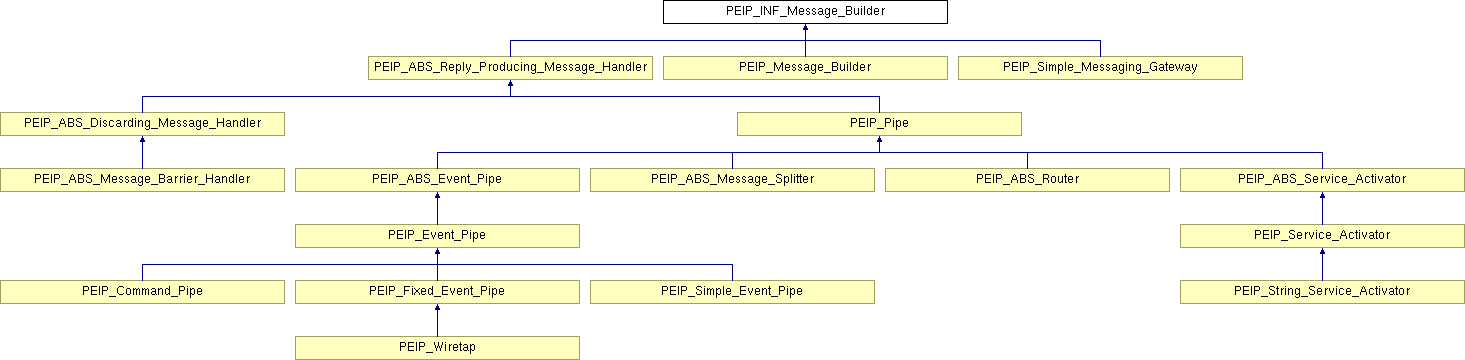 PEIP_INF_Message_Builder
PEIP_ABS_Reply_Producing_Message_Handler
PEIP_Message_Builder
PEIP_Simple_Messaging_Gateway
PEIP_ABS_Discarding_Message_Handler
PEIP_Pipe
PEIP_ABS_Message_Barrier_Handler
PEIP_ABS_Event_Pipe
PEIP_ABS_Message_Splitter
PEIP_ABS_Router
PEIP_ABS_Service_Activator
PEIP_Event_Pipe
PEIP_Service_Activator
PEIP_Command_Pipe
PEIP_Fixed_Event_Pipe
PEIP_Simple_Event_Pipe
PEIP_String_Service_Activator
PEIP_Wiretap